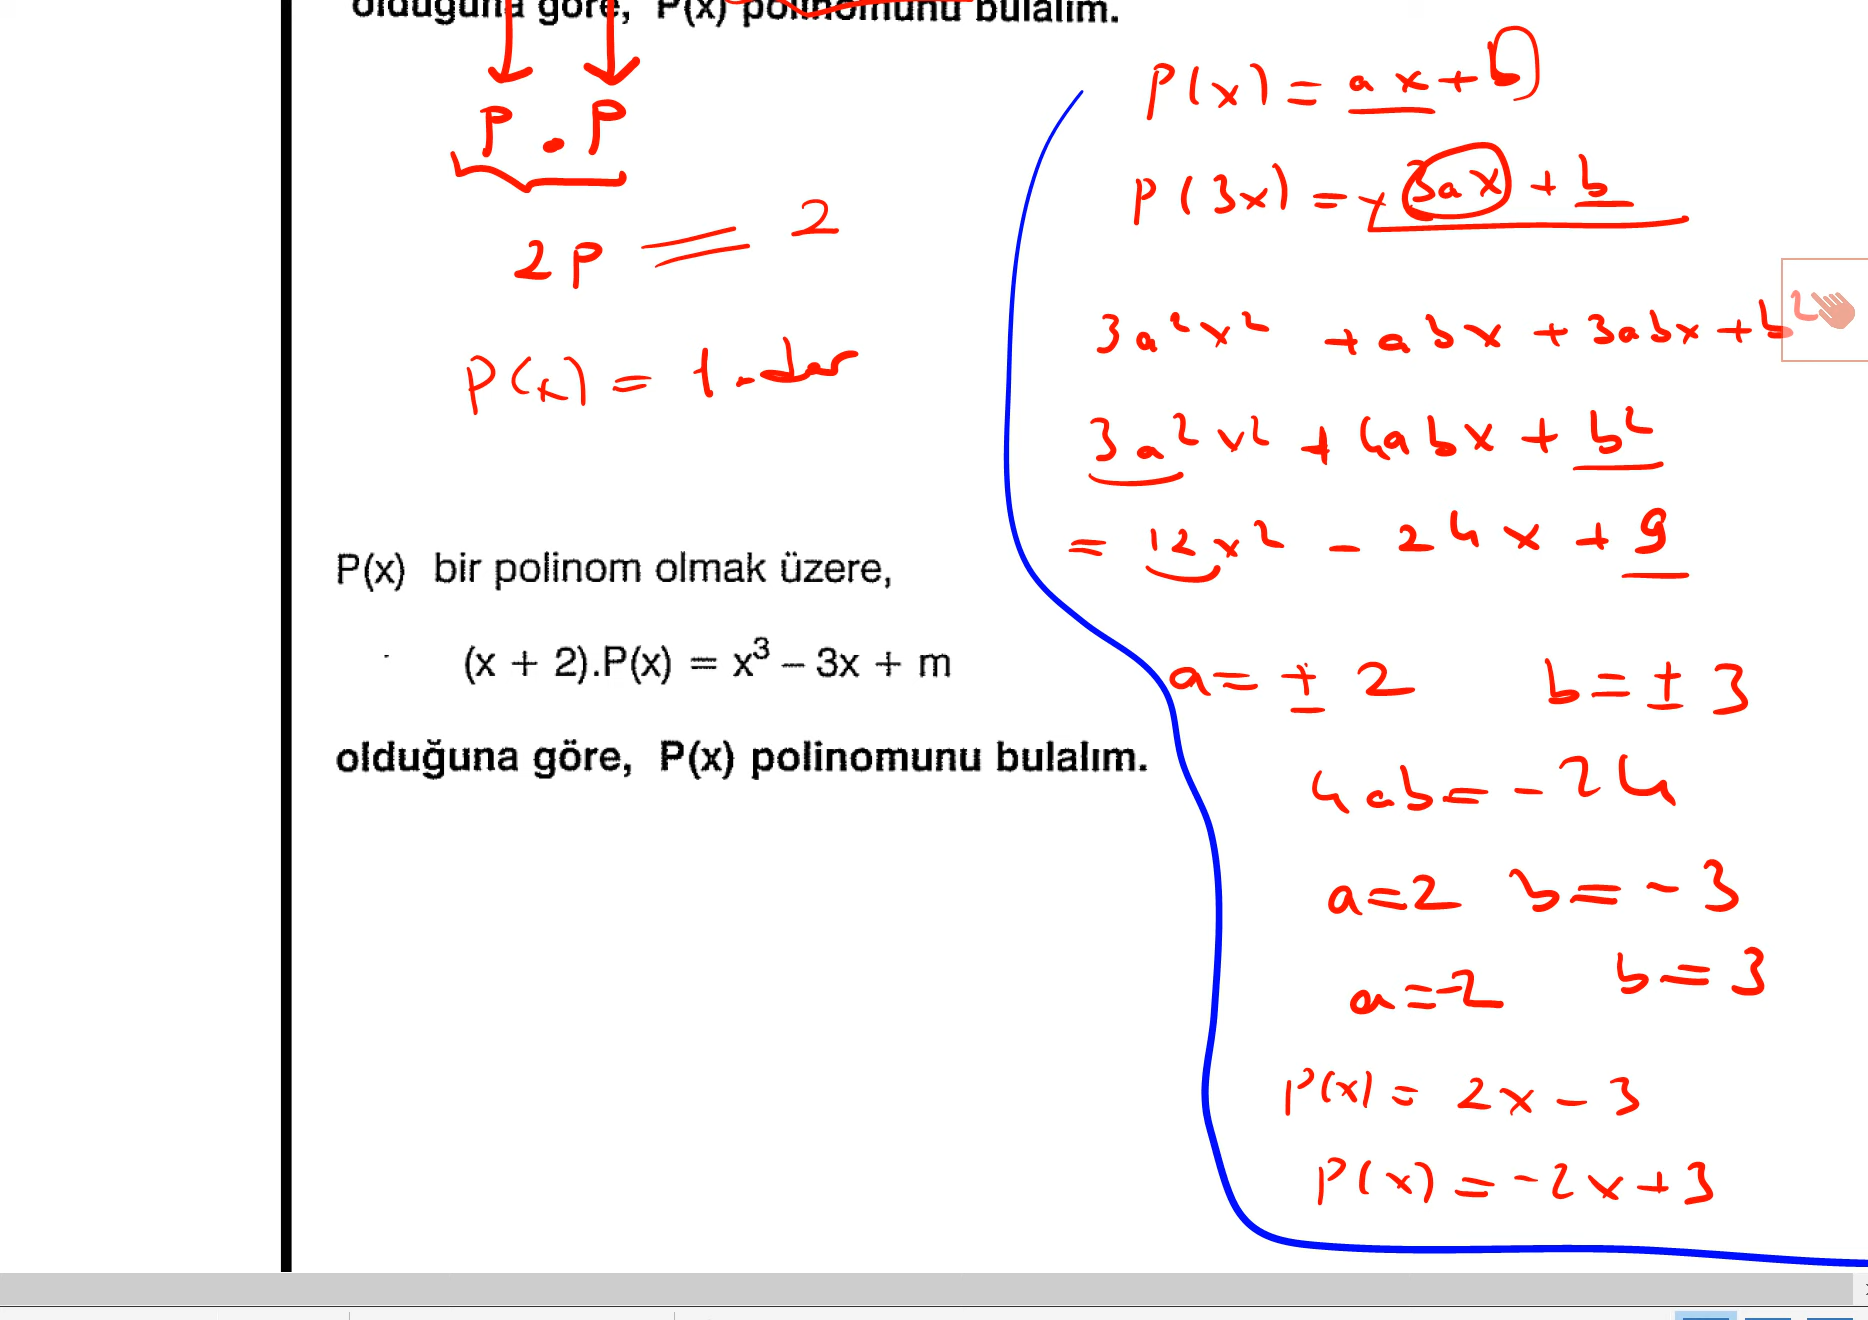 olduğuna göre, P(x) polinomunu bulalım.
P . P
2P = 2
P(x) = 1.der
P(x) bir polinom olmak üzere,
(x + 2).P(x) = x³ – 3x + m
olduğuna göre, P(x) polinomunu bulalım.
P(x) = ax + b
P(3x) = x 3ax + b
3a²x² + abx + 3abx + b²
3a²x² + 4abx + b²
= 12x² - 24x + 9
a = ± 2 b = ± 3
4ab = -24
a = 2 b = -3
a = -2 b = 3
P(x) = 2x - 3
P(x) = -2x + 3